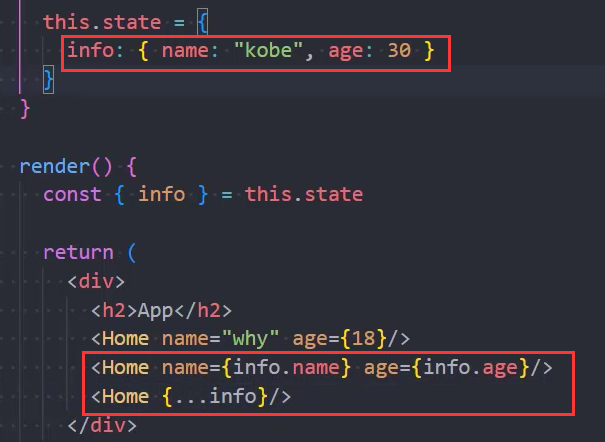 this.state = {
info: { name: "kobe", age: 30 }
}
}
render() {
const { info } = this.state
return (
<div>
<h2>App</h2>
<Home name="why" age={18}/>
<Home name={info.name} age={info.age}/>
<Home {...info}/>
</div>